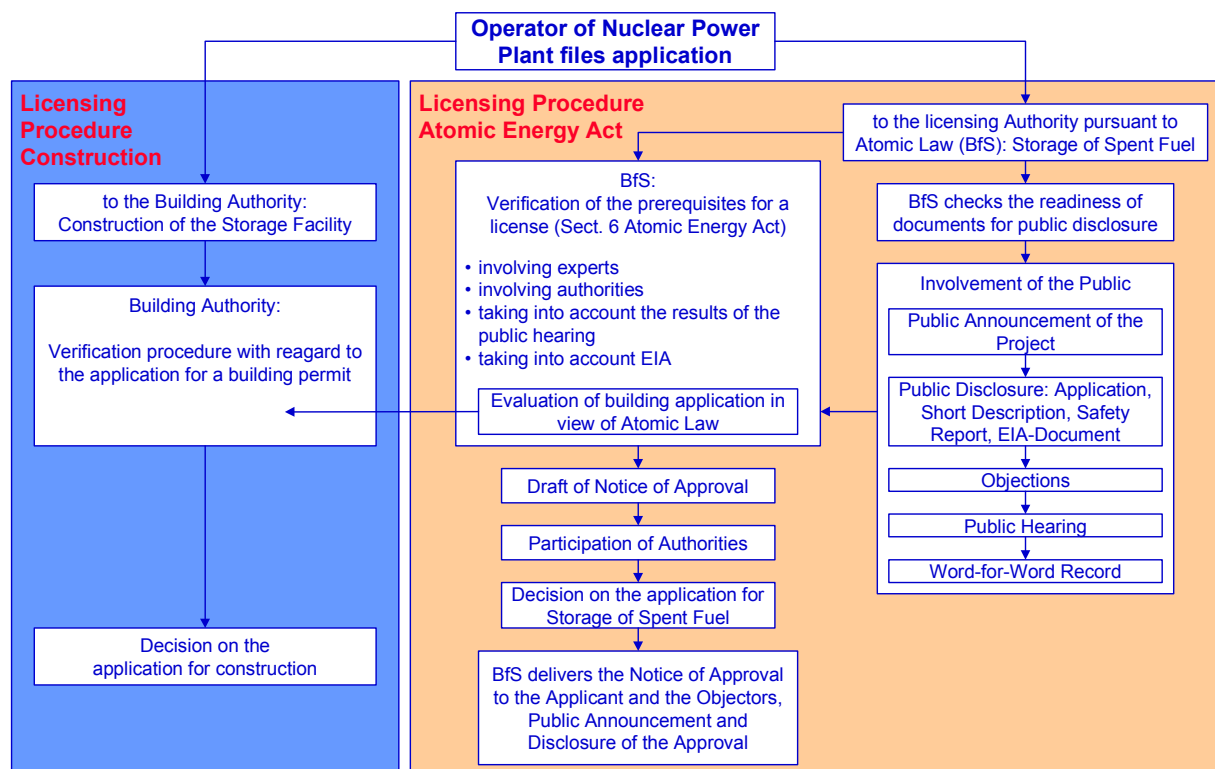 Operator of Nuclear Power
Plant files application
Licensing
Procedure
Construction
to the Building Authority:
Construction of the Storage Facility
Building Authority:
Verification procedure with reagard to
the application for a building permit
Decision on the
application for construction
Licensing Procedure
Atomic Energy Act
to the licensing Authority pursuant to
Atomic Law (BfS): Storage of Spent Fuel
BfS:
Verification of the prerequisites for a
license (Sect. 6 Atomic Energy Act)
• involving experts
• involving authorities
• taking into account the results of the
public hearing
• taking into account EIA
Evaluation of building application in
view of Atomic Law
Draft of Notice of Approval
Participation of Authorities
Decision on the application for
Storage of Spent Fuel
BfS delivers the Notice of Approval
to the Applicant and the Objectors,
Public Announcement and
Disclosure of the Approval
BfS checks the readiness of
documents for public disclosure
Involvement of the Public
Public Announcement of the
Project
Public Disclosure: Application,
Short Description, Safety
Report, EIA-Document
Objections
Public Hearing
Word-for-Word Record